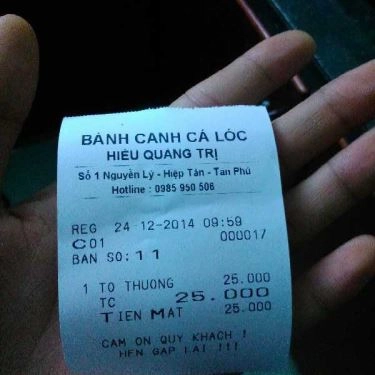 BÁNH CANH CÁ LÓC
HIẾU QUANG TRỊ
Số 1 Nguyễn Lý - Hiệp Tân - Tan Phú
Hotline : 0985 950 506
REG 24-12-2014 09:59
C01 000017
BAN SO: 11
1 TO THUONG 25.000
TC 25.000
TIEN MAT 25.000
CAM ON QUY KHACH !
HEN GAP LAI !!!